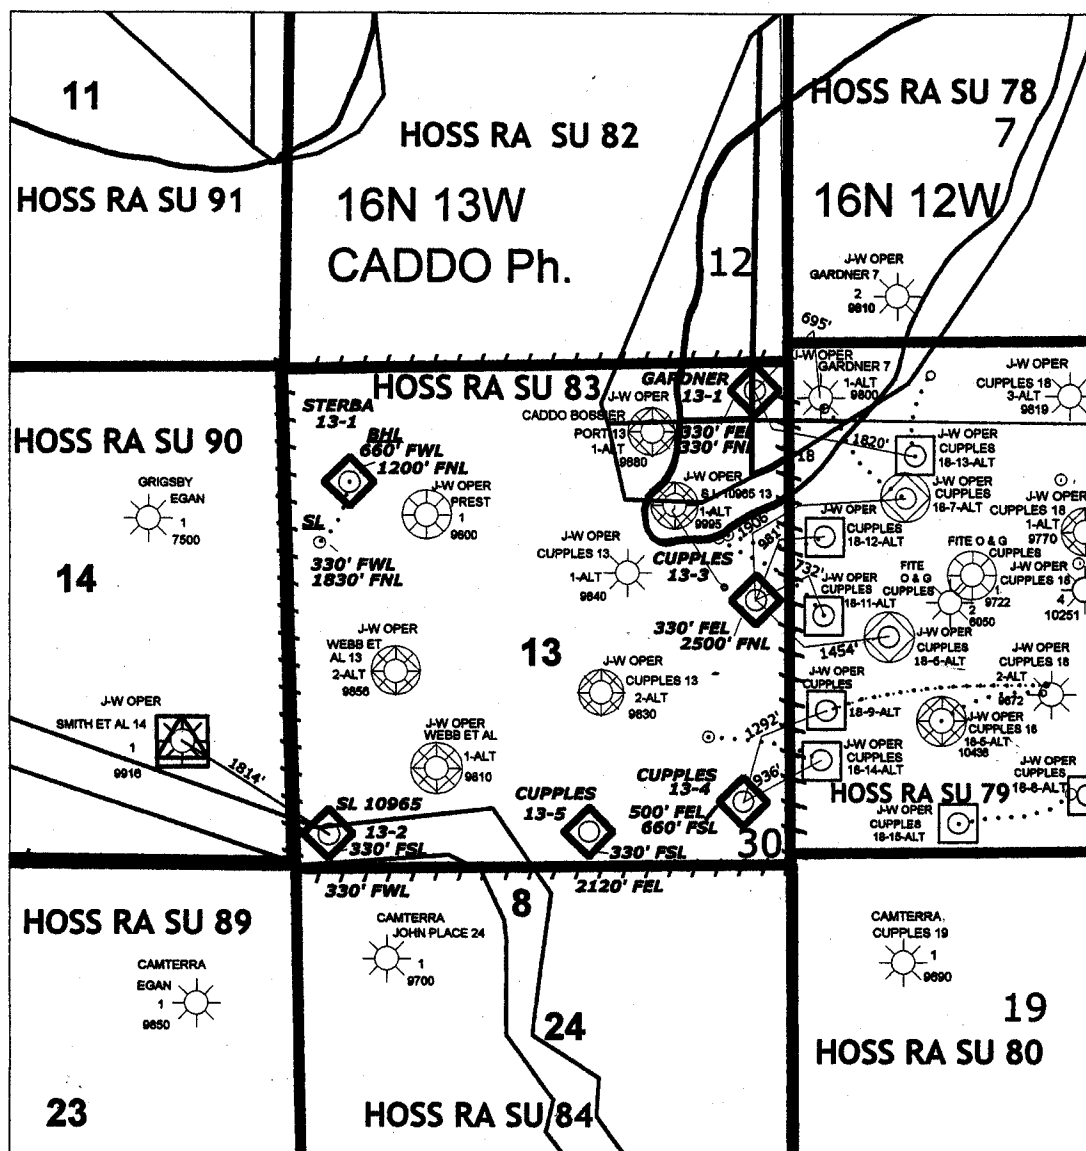 11
HOSS RA SU 82
HOSS RA SU 78
7
HOSS RA SU 91
16N 13W
CADDO Ph.
16N 12W
12
J-W OPER
GARDNER 7
2
9810
695'
HOSS RA SU 83
GARDNER
13-1
330' FEL
330' FNL
J-W OPER
GARDNER 7
1-ALT
9800
J-W OPER
CUPPLES 18
3-ALT
9819
STERBA
13-1
BHL
660' FWL
1200' FNL
SL
330' FWL
1830' FNL
J-W OPER
CADDO BOSSIER
PORT 13
1-ALT
9880
HOSS RA SU 90
GRIGSBY
EGAN
1
7500
14
J-W OPER
PREST
1
9600
J-W OPER
S.L. 10965 13
1-ALT
9995
18
1820'
J-W OPER
CUPPLES
18-13-ALT
J-W OPER
CUPPLES
18-7-ALT
J-W OPER
CUPPLES 18
1-ALT
9770
J-W OPER
CUPPLES 13
1-ALT
9840
CUPPLES
13-3
1906'
981'
330' FEL
2500' FNL
J-W OPER
CUPPLES
18-12-ALT
732'
J-W OPER
CUPPLES
18-11-ALT
FITE O & G
CUPPLES
1
9722
FITE
O & G
CUPPLES
2
6050
J-W OPER
CUPPLES 18
4
10251
13
1454'
J-W OPER
CUPPLES
18-6-ALT
J-W OPER
WEBB ET
AL 13
2-ALT
9856
J-W OPER
CUPPLES 13
2-ALT
9830
J-W OPER
CUPPLES
18-9-ALT
J-W OPER
CUPPLES 18
2-ALT
9872
J-W OPER
CUPPLES 18
18-5-ALT
10436
J-W OPER
SMITH ET AL 14
1
9916
1814'
J-W OPER
WEBB ET AL
1-ALT
9810
1292'
936'
J-W OPER
CUPPLES
18-14-ALT
J-W OPER
CUPPLES
18-8-ALT
HOSS RA SU 79
J-W OPER
CUPPLES
18-15-ALT
SL 10965
13-2
330' FSL
330' FWL
CUPPLES
13-5
330' FSL
2120' FEL
CUPPLES
13-4
500' FEL
660' FSL
30
8
HOSS RA SU 89
CAMTERRA
EGAN
1
9850
CAMTERRA
JOHN PLACE 24
1
9700
CAMTERRA
CUPPLES 19
1
9890
24
19
HOSS RA SU 80
23
HOSS RA SU 84